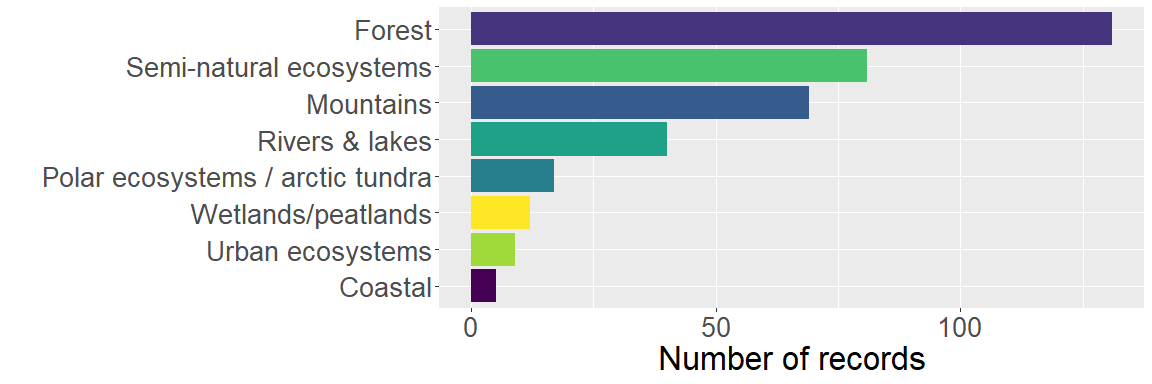 Forest
Semi-natural ecosystems
Mountains
Rivers & lakes
Polar ecosystems / arctic tundra
Wetlands/peatlands
Urban ecosystems
Coastal
0 50 100
Number of records